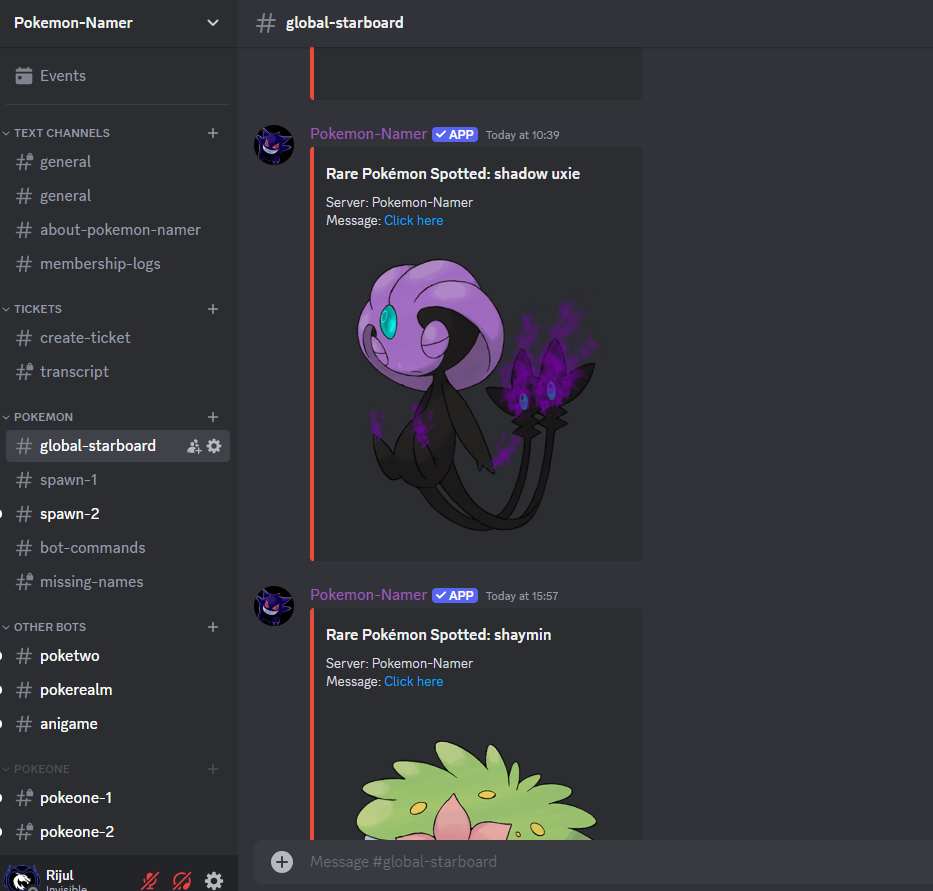 Pokemon-Namer
Events
TEXT CHANNELS
general
general
about-pokemon-namer
membership-logs
TICKETS
create-ticket
transcript
POKEMON
global-starboard
spawn-1
spawn-2
bot-commands
missing-names
OTHER BOTS
poketwo
pokerealm
anigame
POKEONE
pokeone-1
pokeone-2
Rijul
Invisible
global-starboard
Pokemon-Namer APP Today at 10:39
Rare Pokémon Spotted: shadow uxie
Server: Pokemon-Namer
Message: Click here
Pokemon-Namer APP Today at 15:57
Rare Pokémon Spotted: shaymin
Server: Pokemon-Namer
Message: Click here
Message #global-starboard